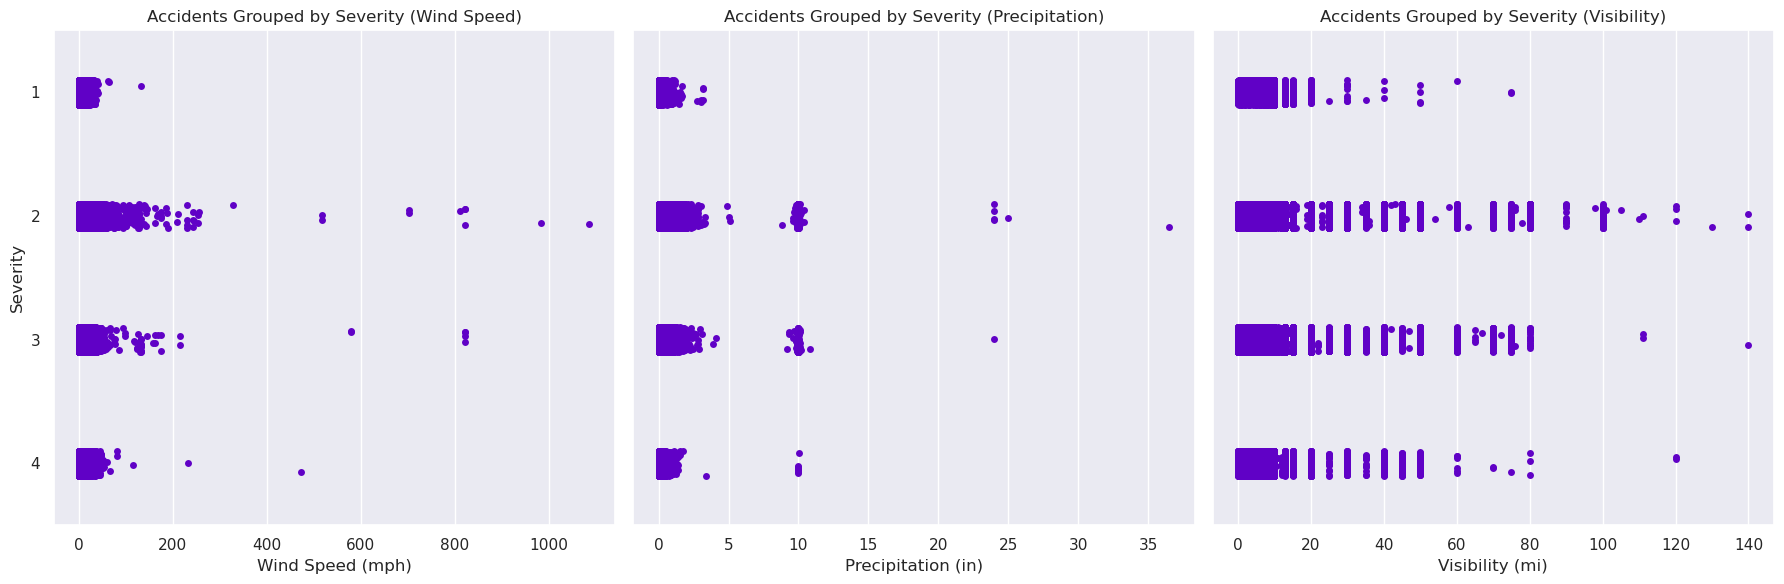 Accidents Grouped by Severity (Wind Speed)
Accidents Grouped by Severity (Precipitation)
Accidents Grouped by Severity (Visibility)
Severity
1
2
3
4
0 200 400 600 800 1000
Wind Speed (mph)
0 5 10 15 20 25 30 35
Precipitation (in)
0 20 40 60 80 100 120 140
Visibility (mi)